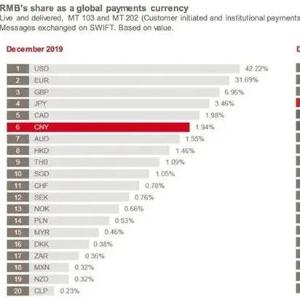 RMB's share as a global payments currency
Live and delivered, MT 103 and MT 202 (Customer initiated and institutional payments
Messages exchanged on SWIFT. Based on value.
December 2019
1 USD 42.22%
2 EUR 31.69%
3 GBP 6.96%
4 JPY 3.46%
5 CAD 1.98%
6 CNY 1.94%
7 AUD 1.55%
8 HKD 1.46%
9 THB 1.09%
10 SGD 1.05%
11 CHF 0.78%
12 SEK 0.76%
13 NOK 0.66%
14 PLN 0.53%
15 MYR 0.46%
16 DKK 0.38%
17 ZAR 0.36%
18 MXN 0.32%
19 NZD 0.32%
20 CLP 0.23%